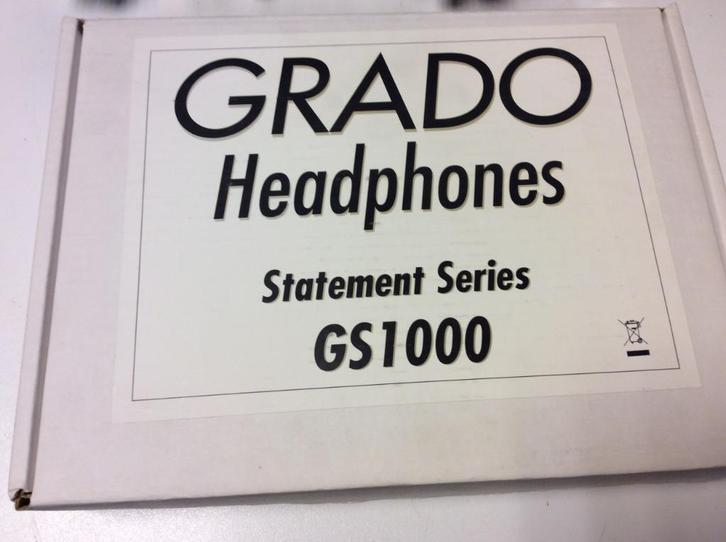 GRADO
Headphones
Statement Series
GS1000